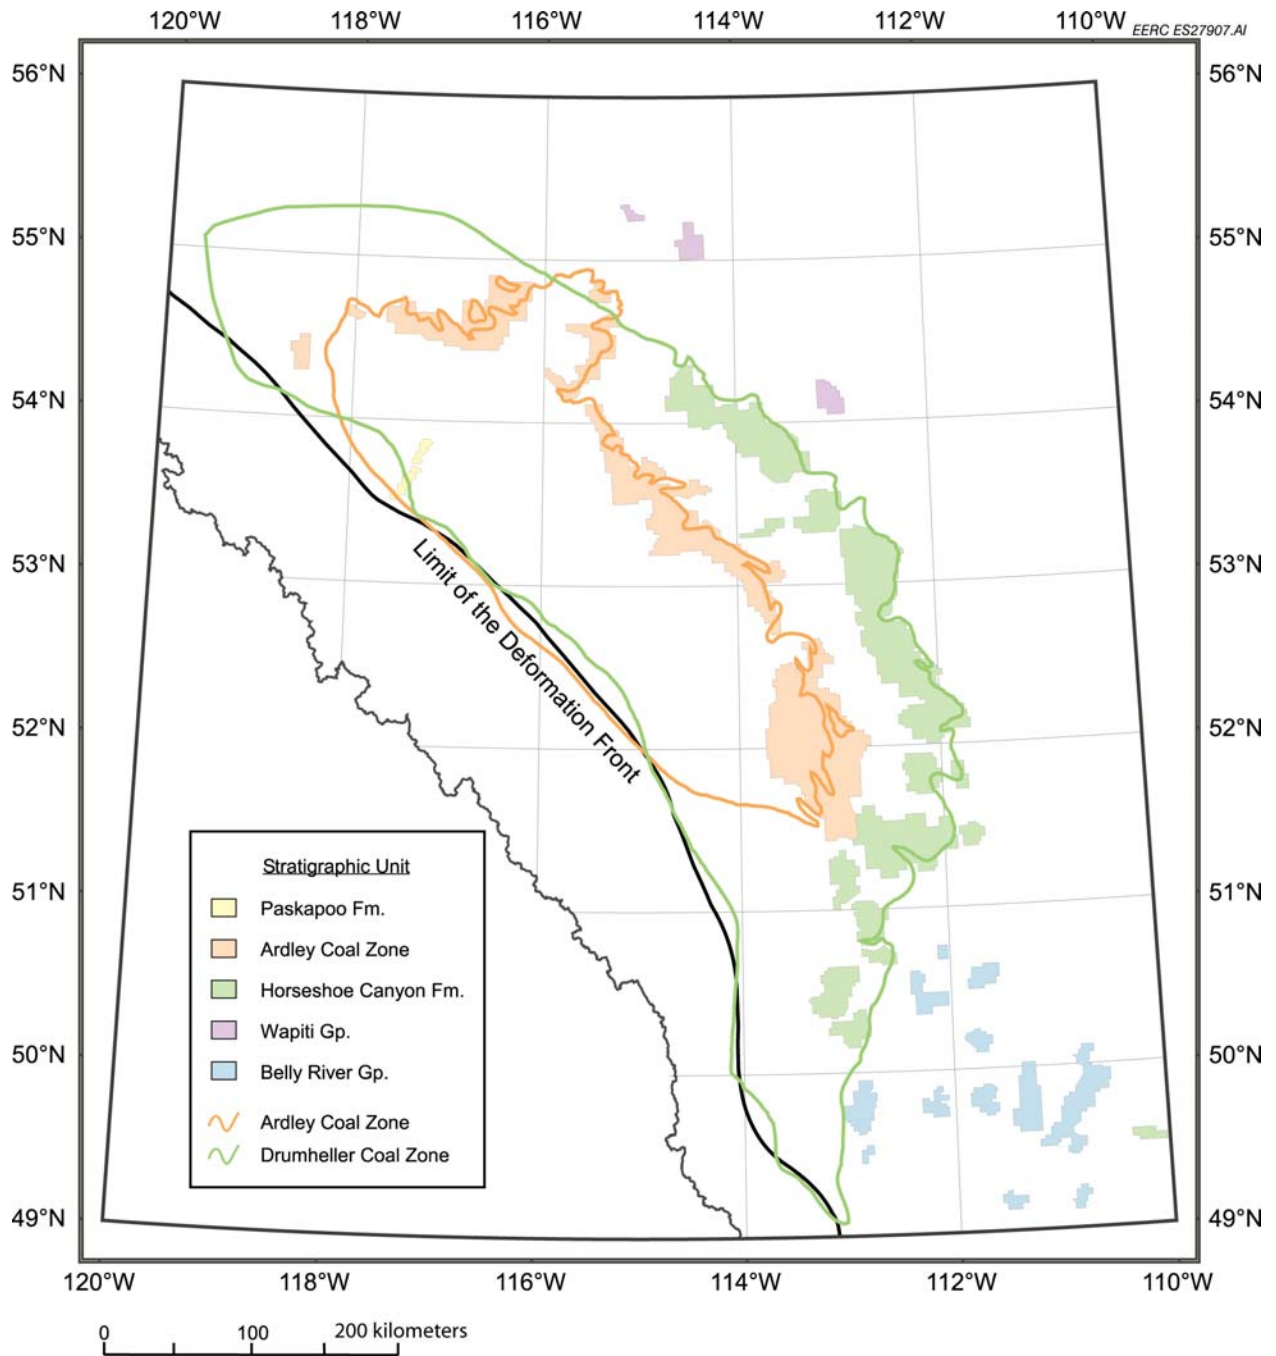 120°W 118°W 116°W 114°W 112°W 110°W
EERC ES27907.AI
56°N 56°N
55°N 55°N
54°N 54°N
53°N 53°N
Limit of the Deformation Front
52°N 52°N
51°N 51°N
50°N 50°N
49°N 49°N
Stratigraphic Unit
Paskapoo Fm.
Ardley Coal Zone
Horseshoe Canyon Fm.
Wapiti Gp.
Belly River Gp.
Ardley Coal Zone
Drumheller Coal Zone
120°W 118°W 116°W 114°W 112°W 110°W
0 100 200 kilometers